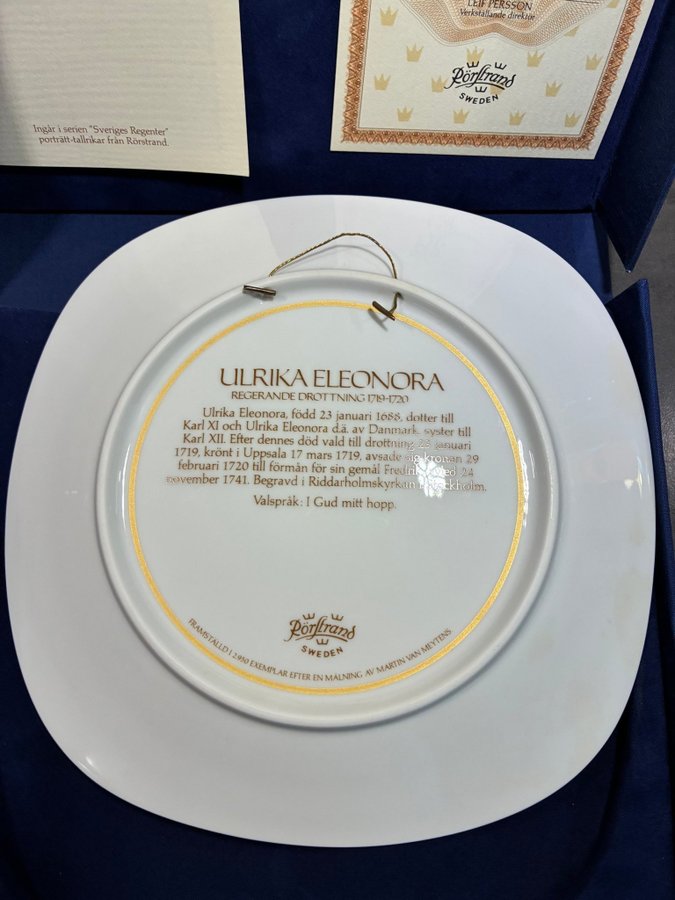 LEIF PERSSON
Verkställande direktör
Rörstrand
SWEDEN
Ingår i serien "Sveriges Regenter"
porträtt-tallrikar från Rörstrand.
ULRIKA ELEONORA
REGERANDE DROTTNING 1719-1720
Ulrika Eleonora, född 23 januari 1688, dotter till
Karl XI och Ulrika Eleonora d.ä. av Danmark, syster till
Karl XII. Efter dennes död vald till drottning 23 januari
1719, krönt i Uppsala 17 mars 1719, avsade sig kronan 29
februari 1720 till förmån för sin gemål Fredrik I. Död 24
november 1741. Begravd i Riddarholmskyrkan i Stockholm.
Valspråk: I Gud mitt hopp.
Rörstrand
SWEDEN
FRAMSTÄLLD I 2.950 EXEMPLAR EFTER EN MÅLNING AV MARTIN VAN MEYTENS